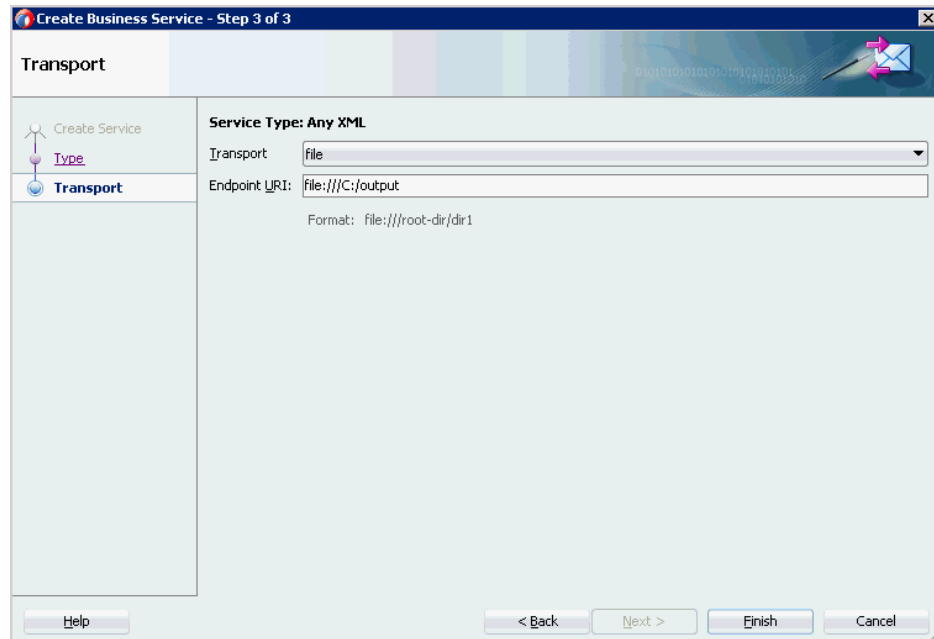 Create Business Service - Step 3 of 3
Transport
Create Service
Type
Transport
Service Type: Any XML
Transport file
Endpoint URI: file:///C:/output
Format: file:///root-dir/dir1
Help < Back Next > Finish Cancel